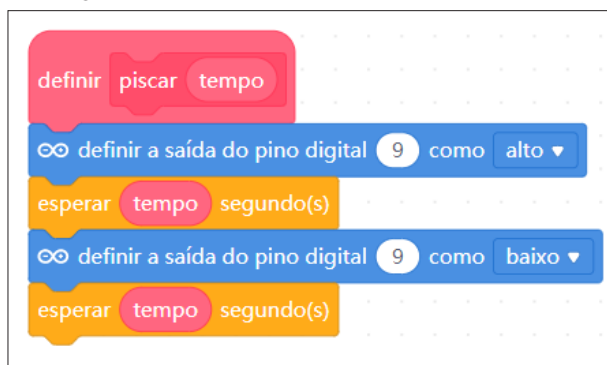 definir piscar tempo
definir a saída do pino digital 9 como alto
esperar tempo segundo(s)
definir a saída do pino digital 9 como baixo
esperar tempo segundo(s)